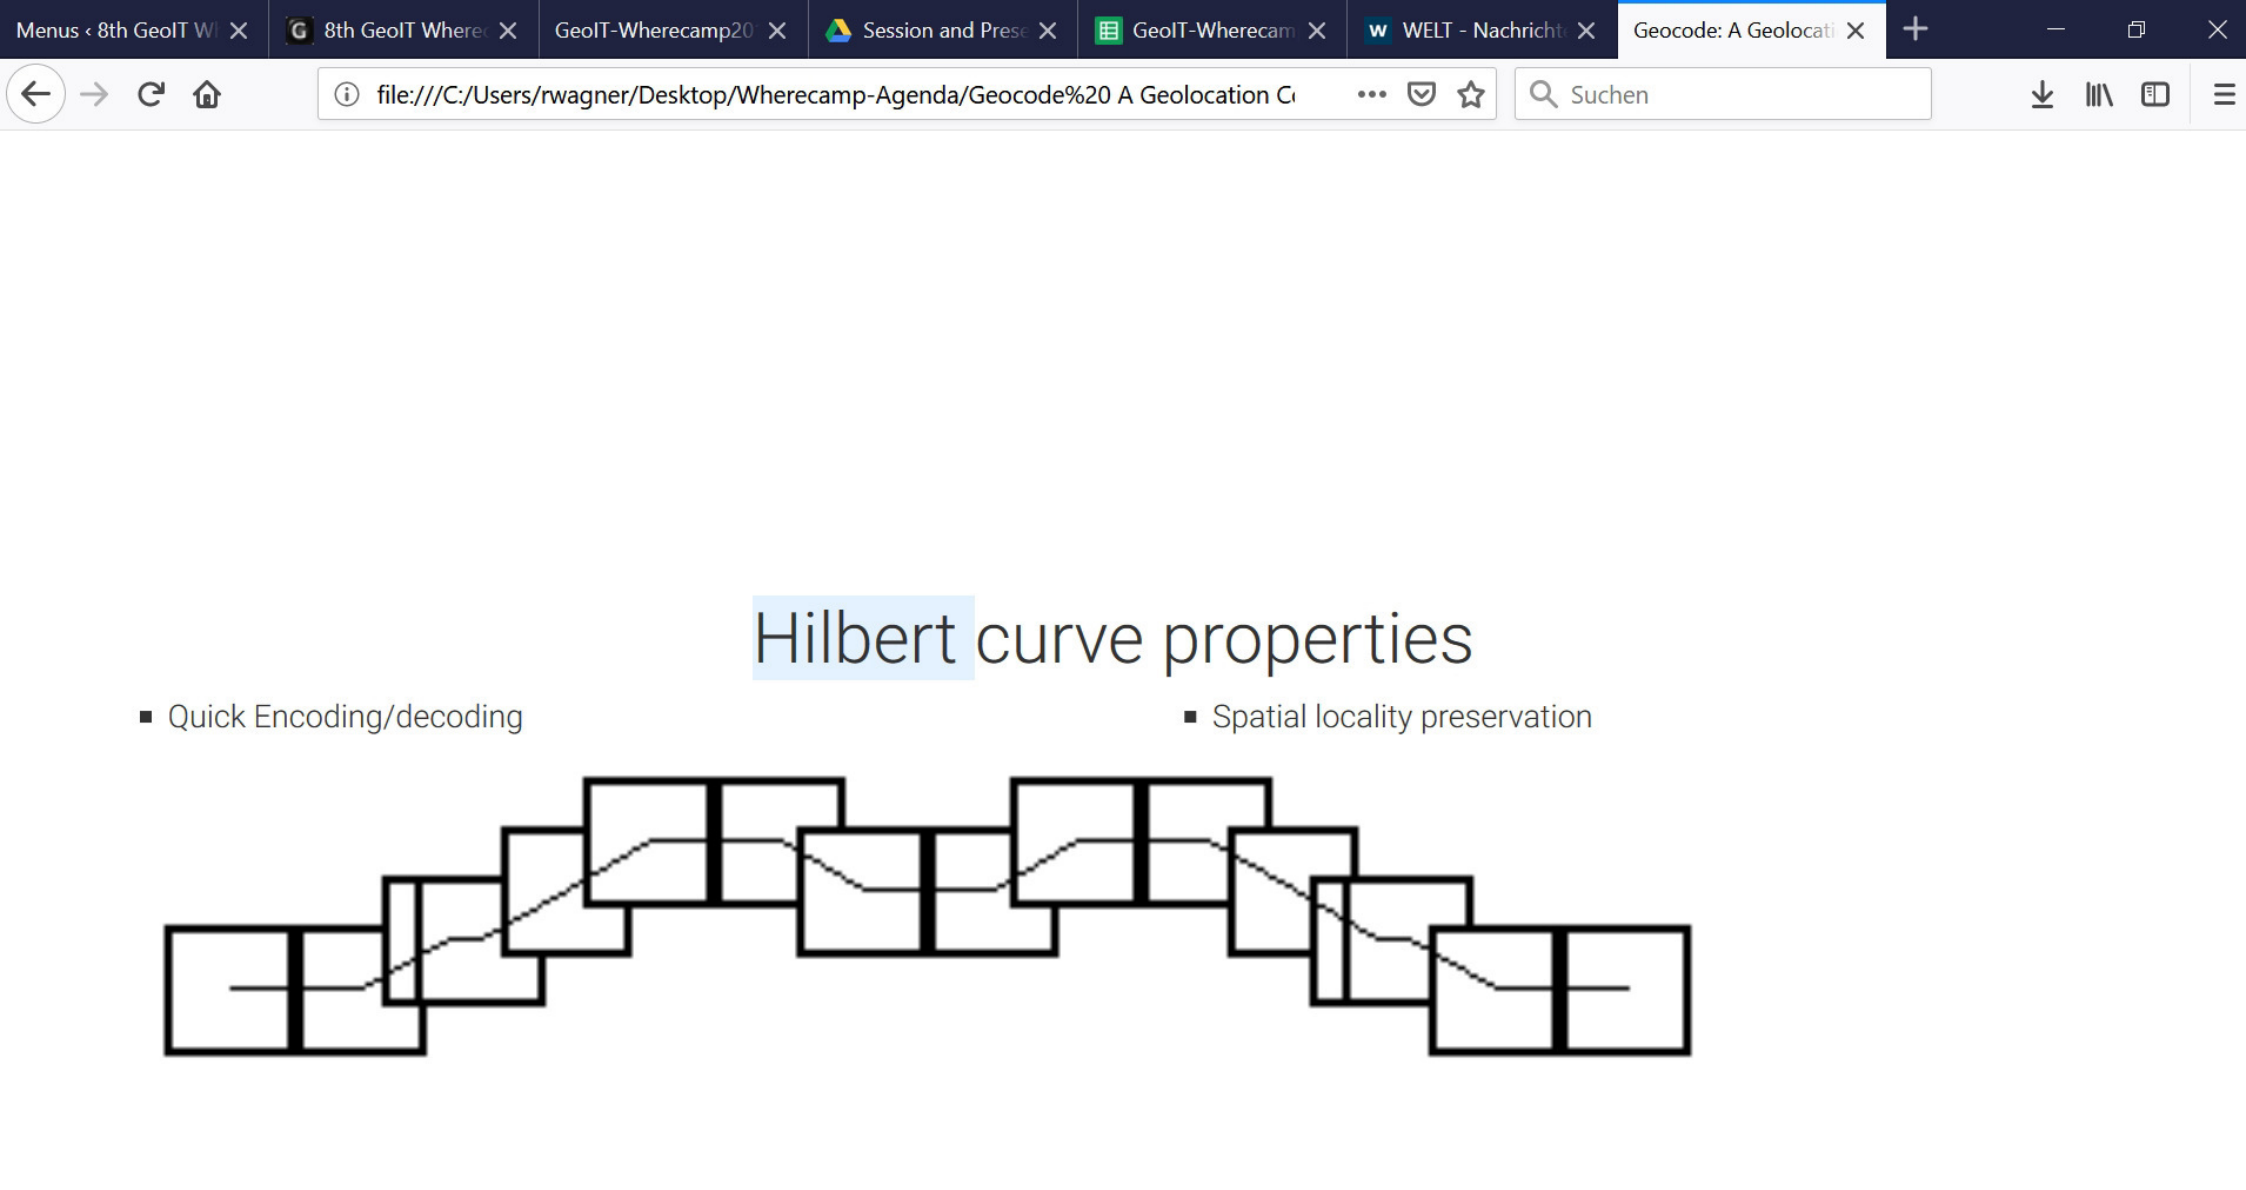 Menus ‹ 8th GeoIT W
G 8th GeoIT Where
GeoIT-Wherecamp20
Session and Prese
GeoIT-Wherecam
W WELT - Nachricht
Geocode: A Geolocati
file:///C:/Users/rwagner/Desktop/Wherecamp-Agenda/Geocode%20 A Geolocation C
Suchen
Hilbert curve properties
Quick Encoding/decoding
Spatial locality preservation